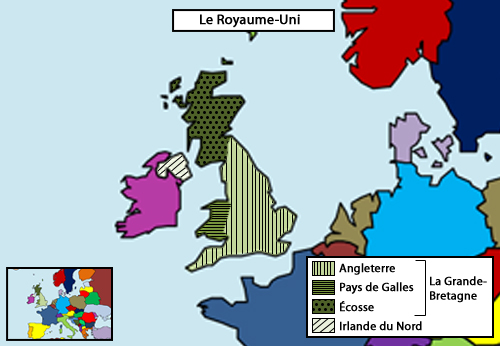 Le Royaume-Uni
Angleterre
Pays de Galles
Écosse
La Grande-
Bretagne
Irlande du Nord